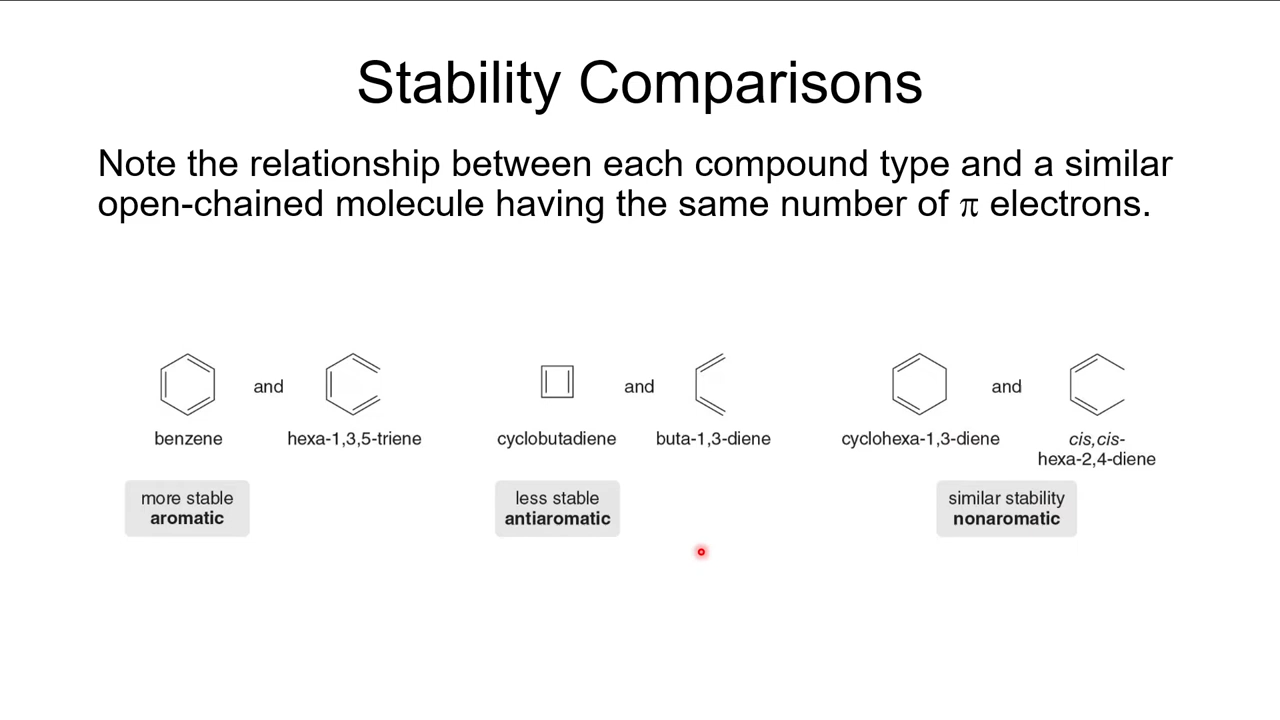 Stability Comparisons
Note the relationship between each compound type and a similar
open-chained molecule having the same number of π electrons.
and
and
and
benzene
hexa-1,3,5-triene
cyclobutadiene
buta-1,3-diene
cyclohexa-1,3-diene
cis,cis-
hexa-2,4-diene
more stable
aromatic
less stable
antiaromatic
similar stability
nonaromatic